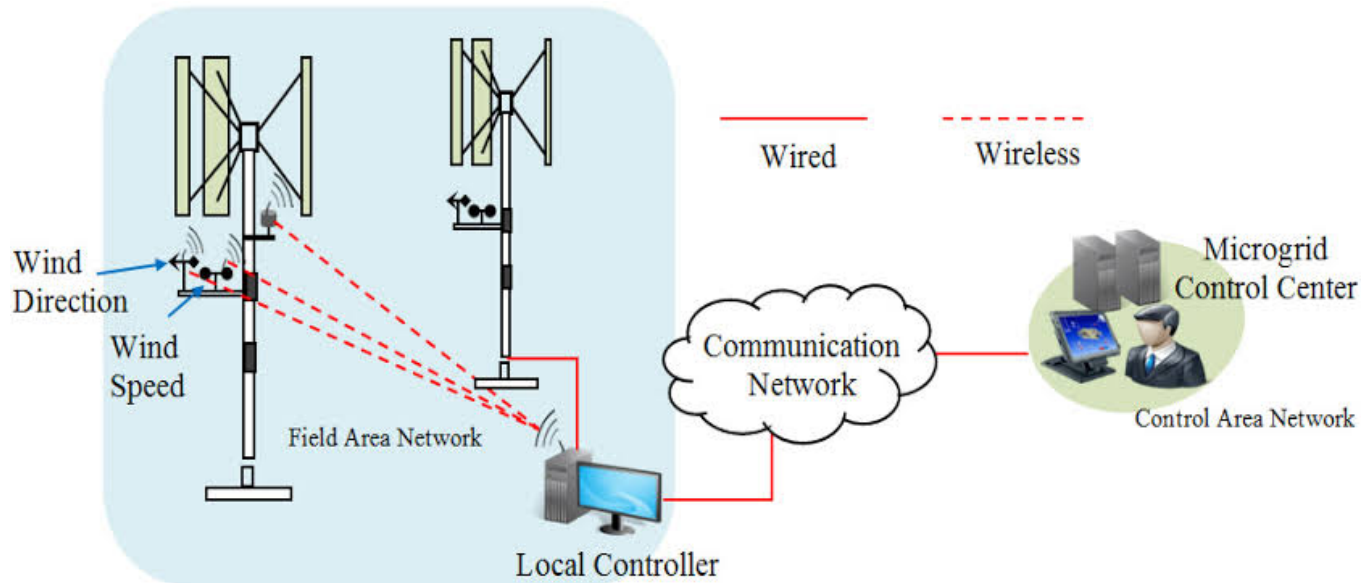 Wired
Wireless
Wind
Direction
Wind
Speed
Field Area Network
Local Controller
Communication
Network
Microgrid
Control Center
Control Area Network